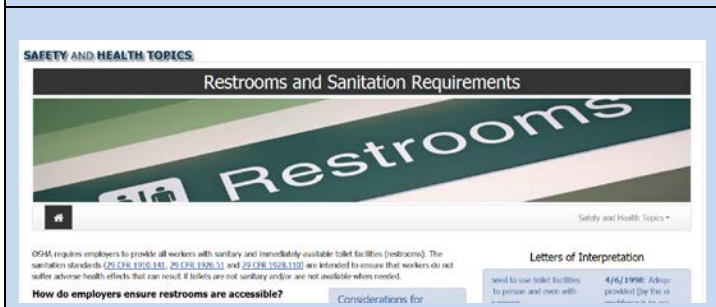 SAFETY AND HEALTH TOPICS
Restrooms and Sanitation Requirements
Restrooms
Safety and Health Topics
OSHA requires employers to provide all workers with sanitary and immediately available toilet facilities (restrooms). The
sanitation standards (29 CFR 1910.141, 29 CFR 1926.51 and 29 CFR 1928.110) are intended to ensure that workers do not
suffer adverse health effects that can result if toilets are not sanitary and/or are not available when needed.
How do employers ensure restrooms are accessible?
Considerations for
Letters of Interpretation
need to use toilet facilities
to person and even with
4/6/1998: Adequ
provided [by the